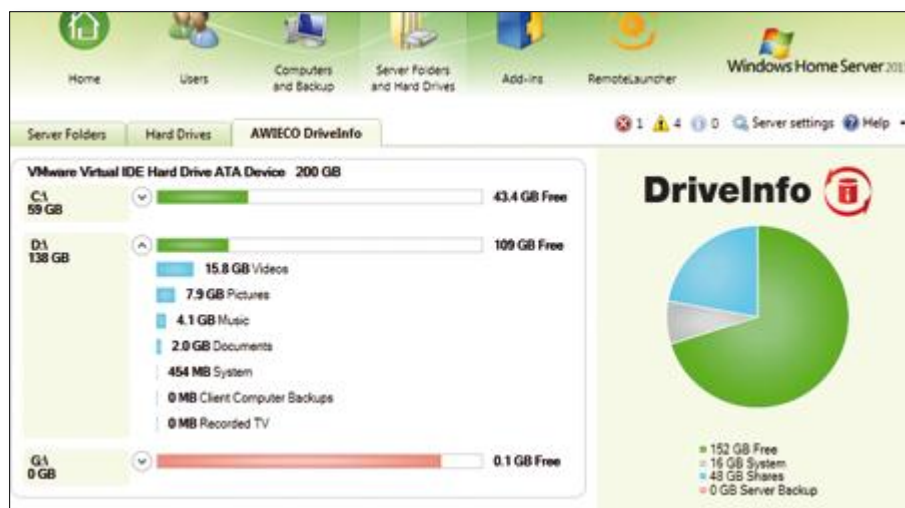 Home
Users
Computers and Backup
Server Folders and Hard Drives
Add-ins
RemoteLauncher
Windows Home Server 201
1 4 0 Server settings Help
Server Folders
Hard Drives
AWIECO DriveInfo
VMware Virtual IDE Hard Drive ATA Device 200 GB
C:\
59 GB
43.4 GB Free
D:\
138 GB
109 GB Free
15.8 GB Videos
7.9 GB Pictures
4.1 GB Music
2.0 GB Documents
454 MB System
0 MB Client Computer Backups
0 MB Recorded TV
G:\
0 GB
0.1 GB Free
DriveInfo
152 GB Free
16 GB System
48 GB Shares
0 GB Server Backup